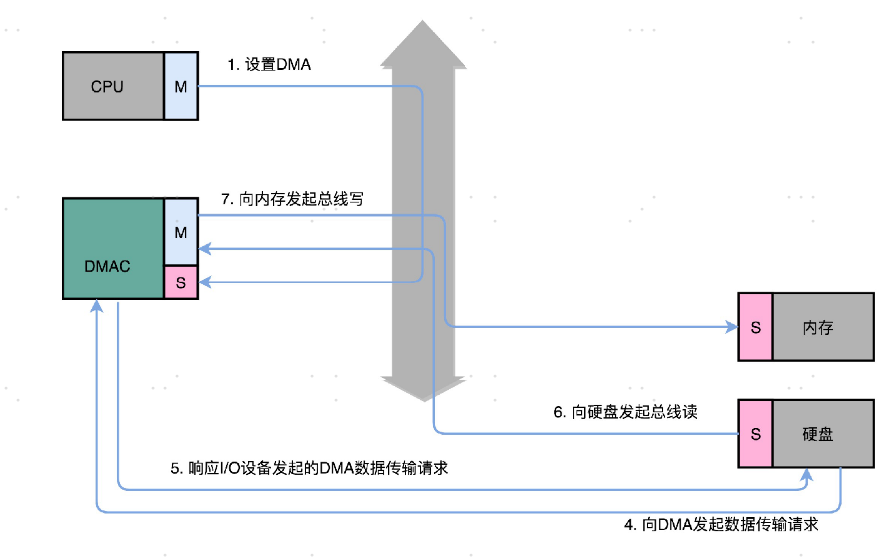 1. 设置DMA
CPU
M
7. 向内存发起总线写
M
DMAC
S
S
内存
6. 向硬盘发起总线读
S
硬盘
5. 响应I/O设备发起的DMA数据传输请求
4. 向DMA发起数据传输请求